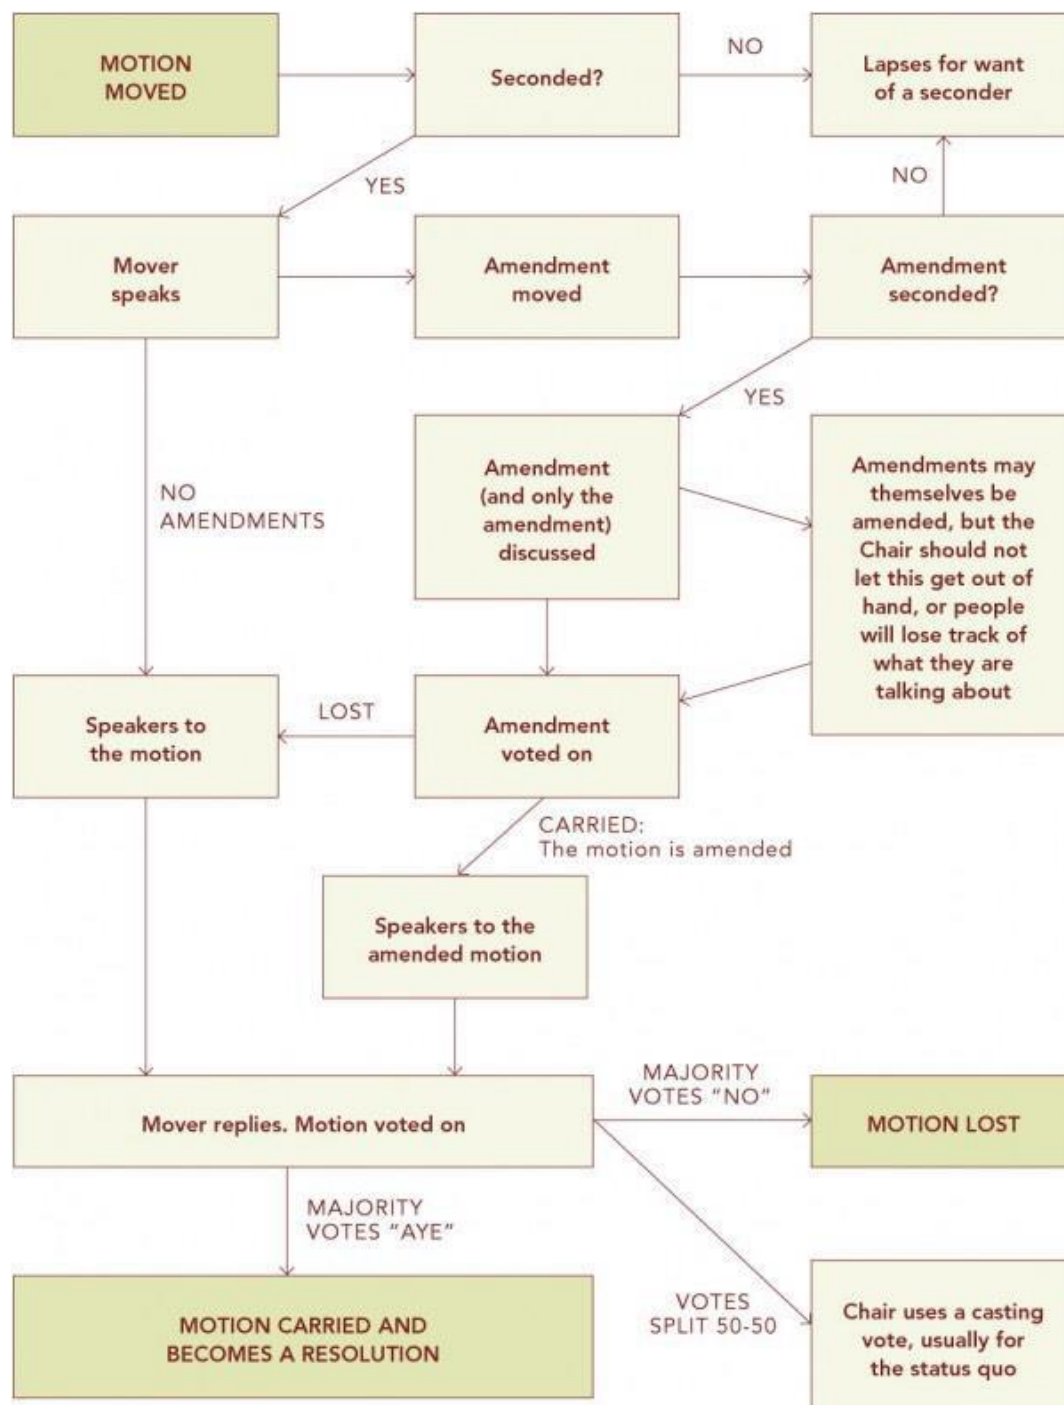 MOTION
MOVED
Seconded?
NO
Lapses for want
of a seconder
YES
NO
Mover
speaks
Amendment
moved
Amendment
seconded?
YES
NO
AMENDMENTS
Amendment
(and only the
amendment)
discussed
Amendments may
themselves be
amended, but the
Chair should not
let this get out of
hand, or people
will lose track of
what they are
talking about
Speakers to
the motion
LOST
Amendment
voted on
CARRIED:
The motion is amended
Speakers to the
amended motion
Mover replies. Motion voted on
MAJORITY
VOTES “NO”
MOTION LOST
MAJORITY
VOTES “AYE”
MOTION CARRIED AND
BECOMES A RESOLUTION
VOTES
SPLIT 50-50
Chair uses a casting
vote, usually for
the status quo